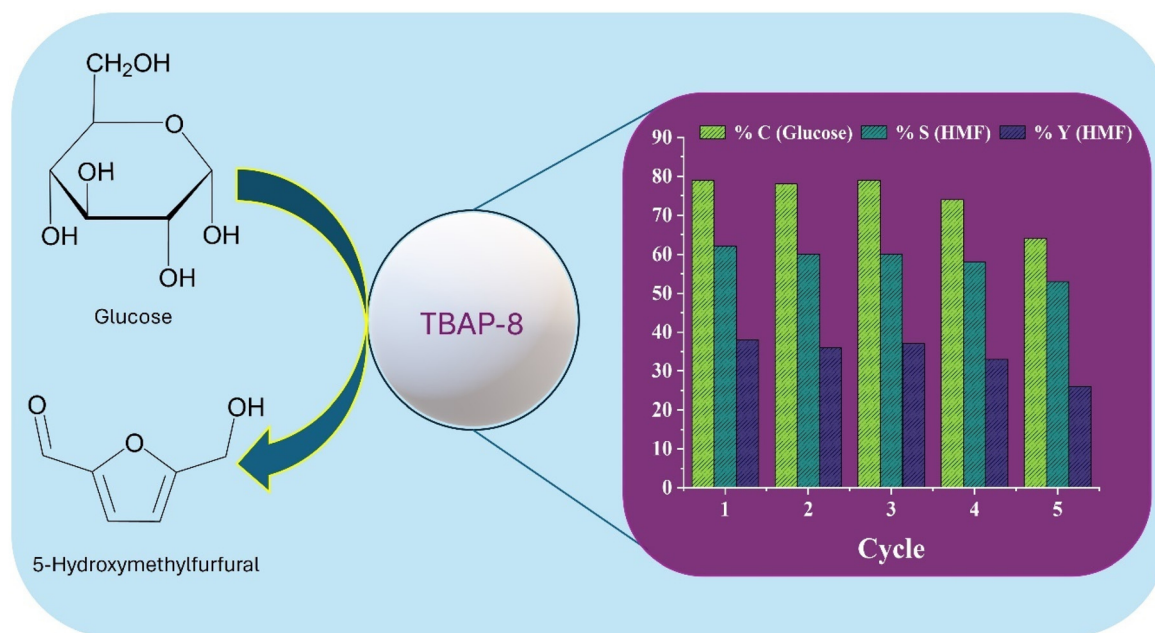 CH₂OH
O
OH
OH
OH
OH
Glucose
TBAP-8
O
O
OH
5-Hydroxymethylfurfural
% C (Glucose) % S (HMF) % Y (HMF)
90
80
70
60
50
40
30
20
10
0
1 2 3 4 5
Cycle